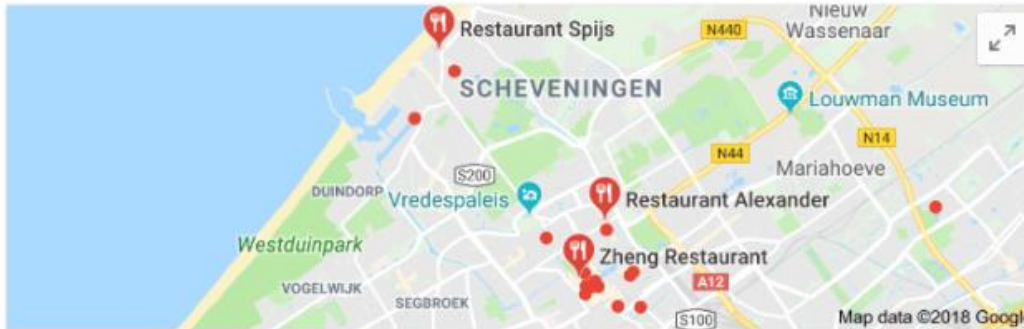 Nieuw
Wassenaar
Restaurant Spijs
N440
SCHEVENINGEN
Louwman Museum
N14
N44
Mariahoeve
S200
DUINDORP
Vredespaleis
Restaurant Alexander
Westduinpark
Zheng Restaurant
VOGELWIJK
A12
SEGBROEK
S100
Map data ©2018 Googl